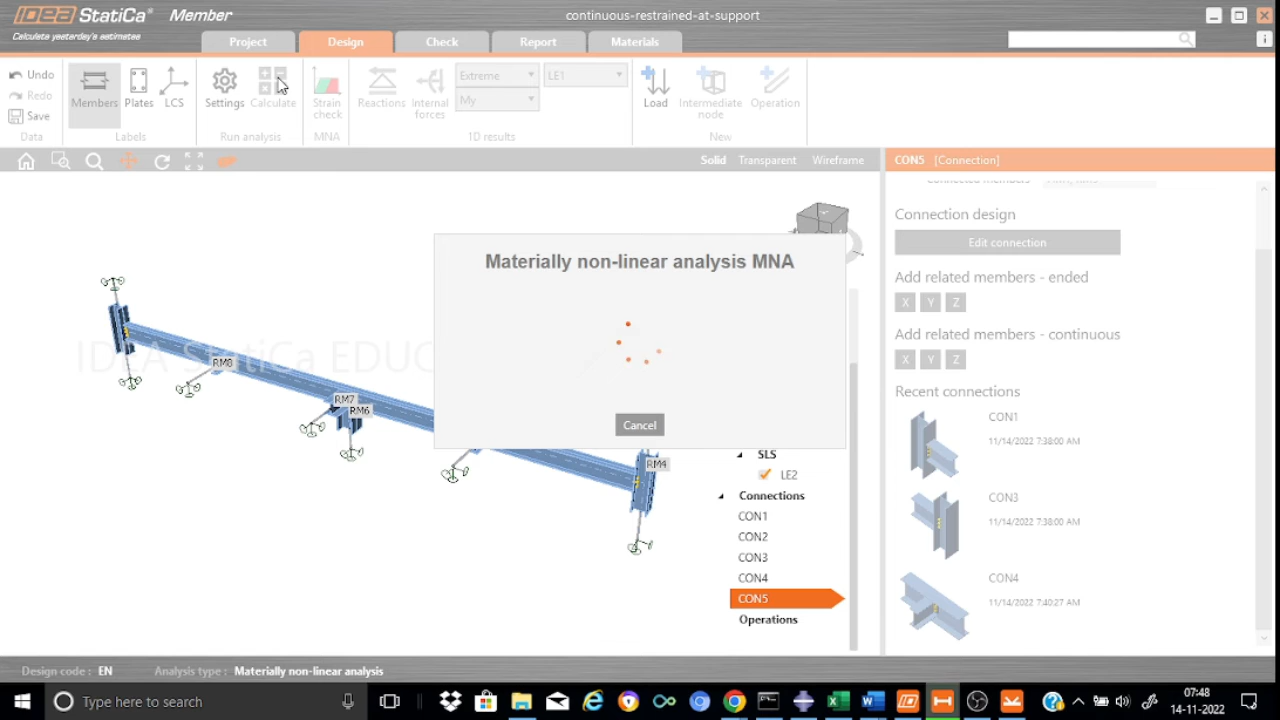 IDEA StatiCa® Member
Calculate yesterday's estimates
continuous-restrained-at-support
Project
Design
Check
Report
Materials
Undo
Redo
Save
Data
Members
Plates
LCS
Labels
Settings
Calculate
Run analysis
Strain check
MNA
Reactions
Internal forces
Extreme
My
LE1
1D results
Load
Intermediate node
Operation
New
Solid
Transparent
Wireframe
CON5 [Connection]
Connection design
Edit connection
Add related members - ended
X Y Z
Add related members - continuous
X Y Z
Recent connections
CON1
11/14/2022 7:38:00 AM
CON3
11/14/2022 7:38:00 AM
CON4
11/14/2022 7:40:27 AM
Materially non-linear analysis MNA
Cancel
IDEA StatiCa EDUC
RM8
RM7
RM6
RM4
SLS
LE2
Connections
CON1
CON2
CON3
CON4
CON5
Operations
Design code : EN
Analysis type : Materially non-linear analysis
Type here to search
07:48
14-11-2022